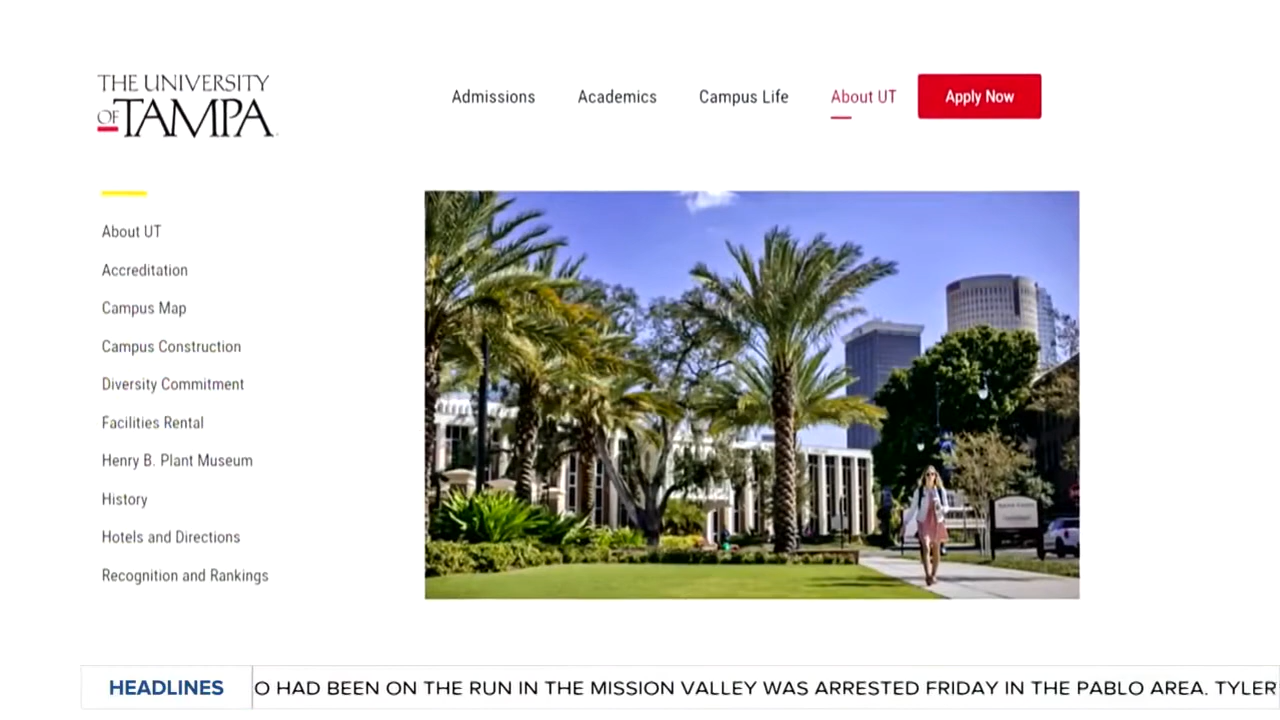 THE UNIVERSITY
OF TAMPA
Admissions
Academics
Campus Life
About UT
Apply Now
About UT
Accreditation
Campus Map
Campus Construction
Diversity Commitment
Facilities Rental
Henry B. Plant Museum
History
Hotels and Directions
Recognition and Rankings
HEADLINES
O HAD BEEN ON THE RUN IN THE MISSION VALLEY WAS ARRESTED FRIDAY IN THE PABLO AREA. TYLER